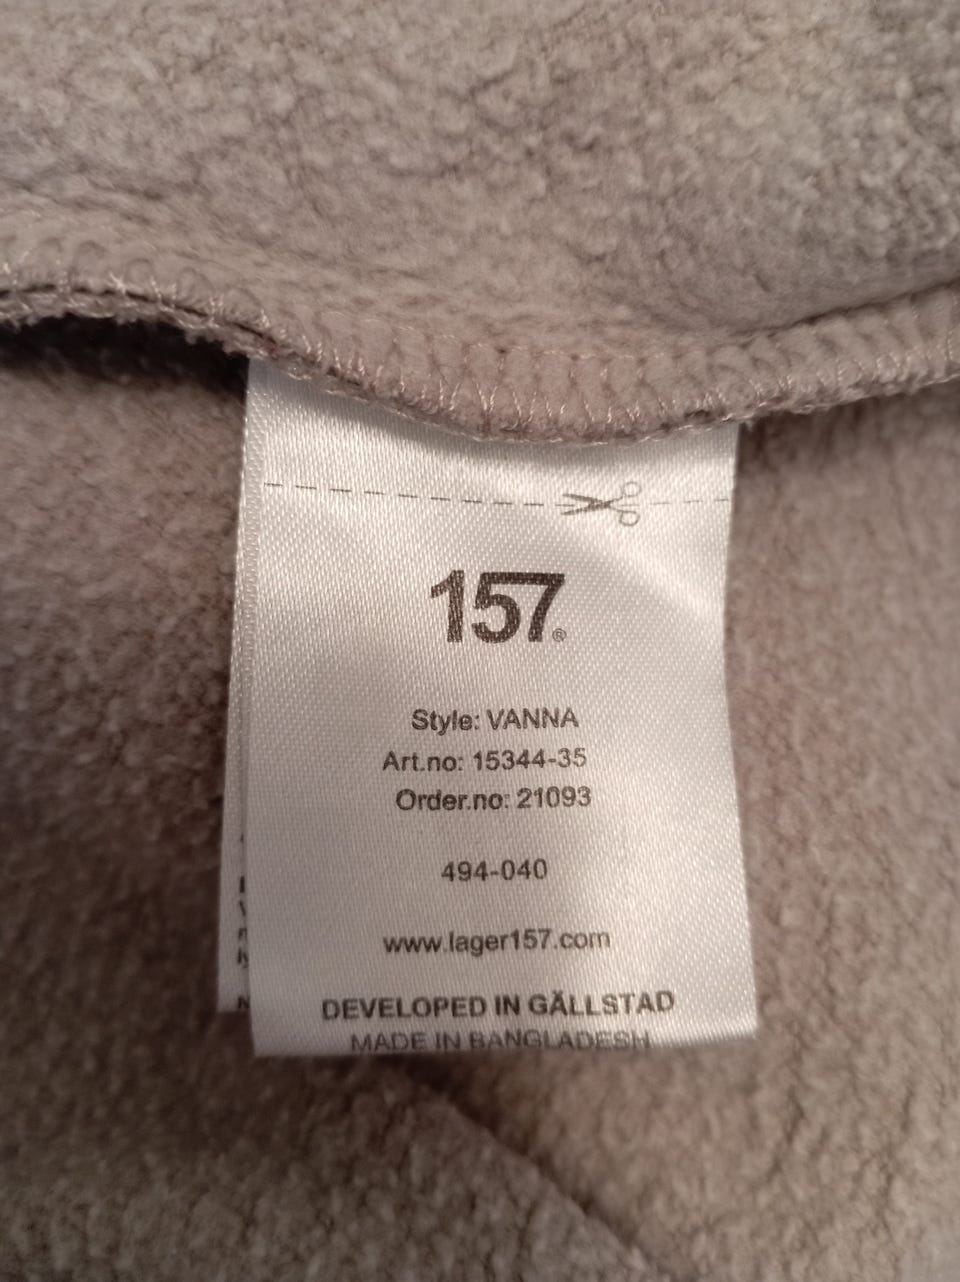 157®
Style: VANNA
Art.no: 15344-35
Order.no: 21093
494-040
www.lager157.com
DEVELOPED IN GÄLLSTAD
MADE IN BANGLADESH